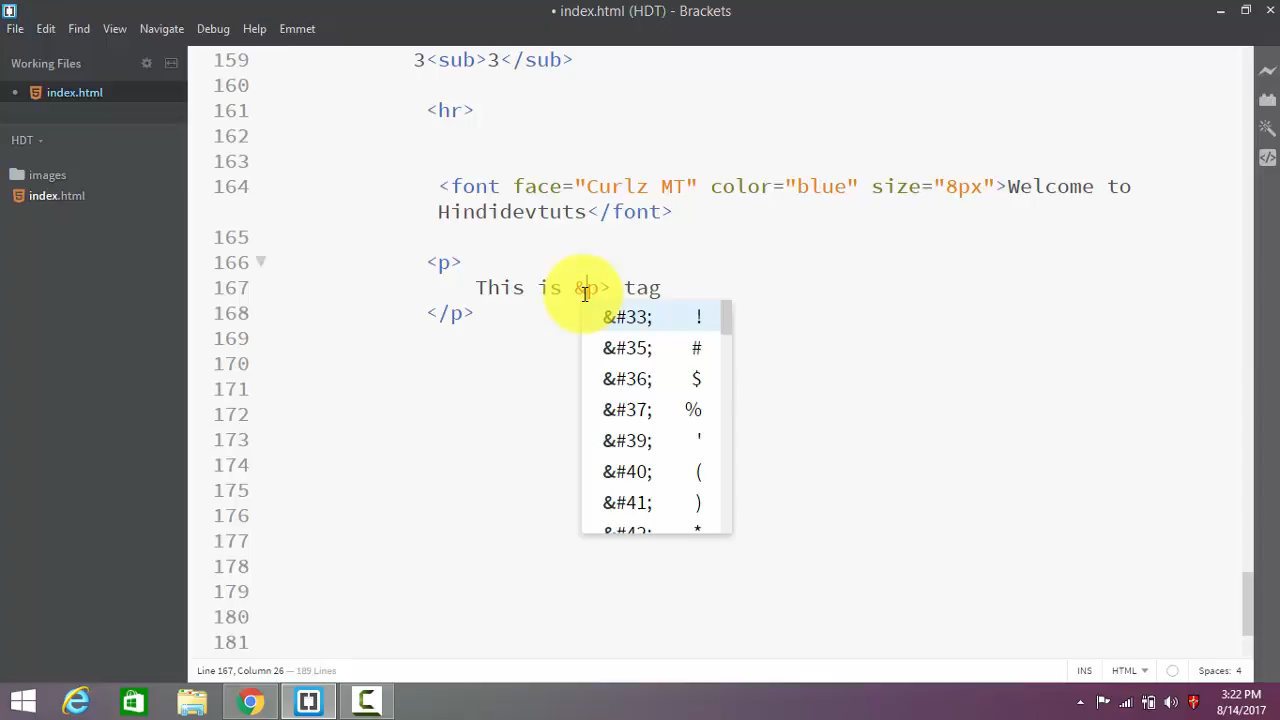 • index.html (HDT) - Brackets
File Edit Find View Navigate Debug Help Emmet
Working Files
• index.html
HDT
images
index.html
159 3<sub>3</sub>
160
161 <hr>
162
163
164 <font face="Curlz MT" color="blue" size="8px">Welcome to
Hindidevtuts</font>
165
166 <p>
167 This is &p> tag
168 </p>
169
170
171
172
173
174
175
176
177
178
179
180
181
&#33; !
&#35; #
&#36; $
&#37; %
&#39; '
&#40; (
&#41; )
&#42; *
Line 167, Column 26 — 189 Lines
INS HTML Spaces: 4
3:22 PM
8/14/2017